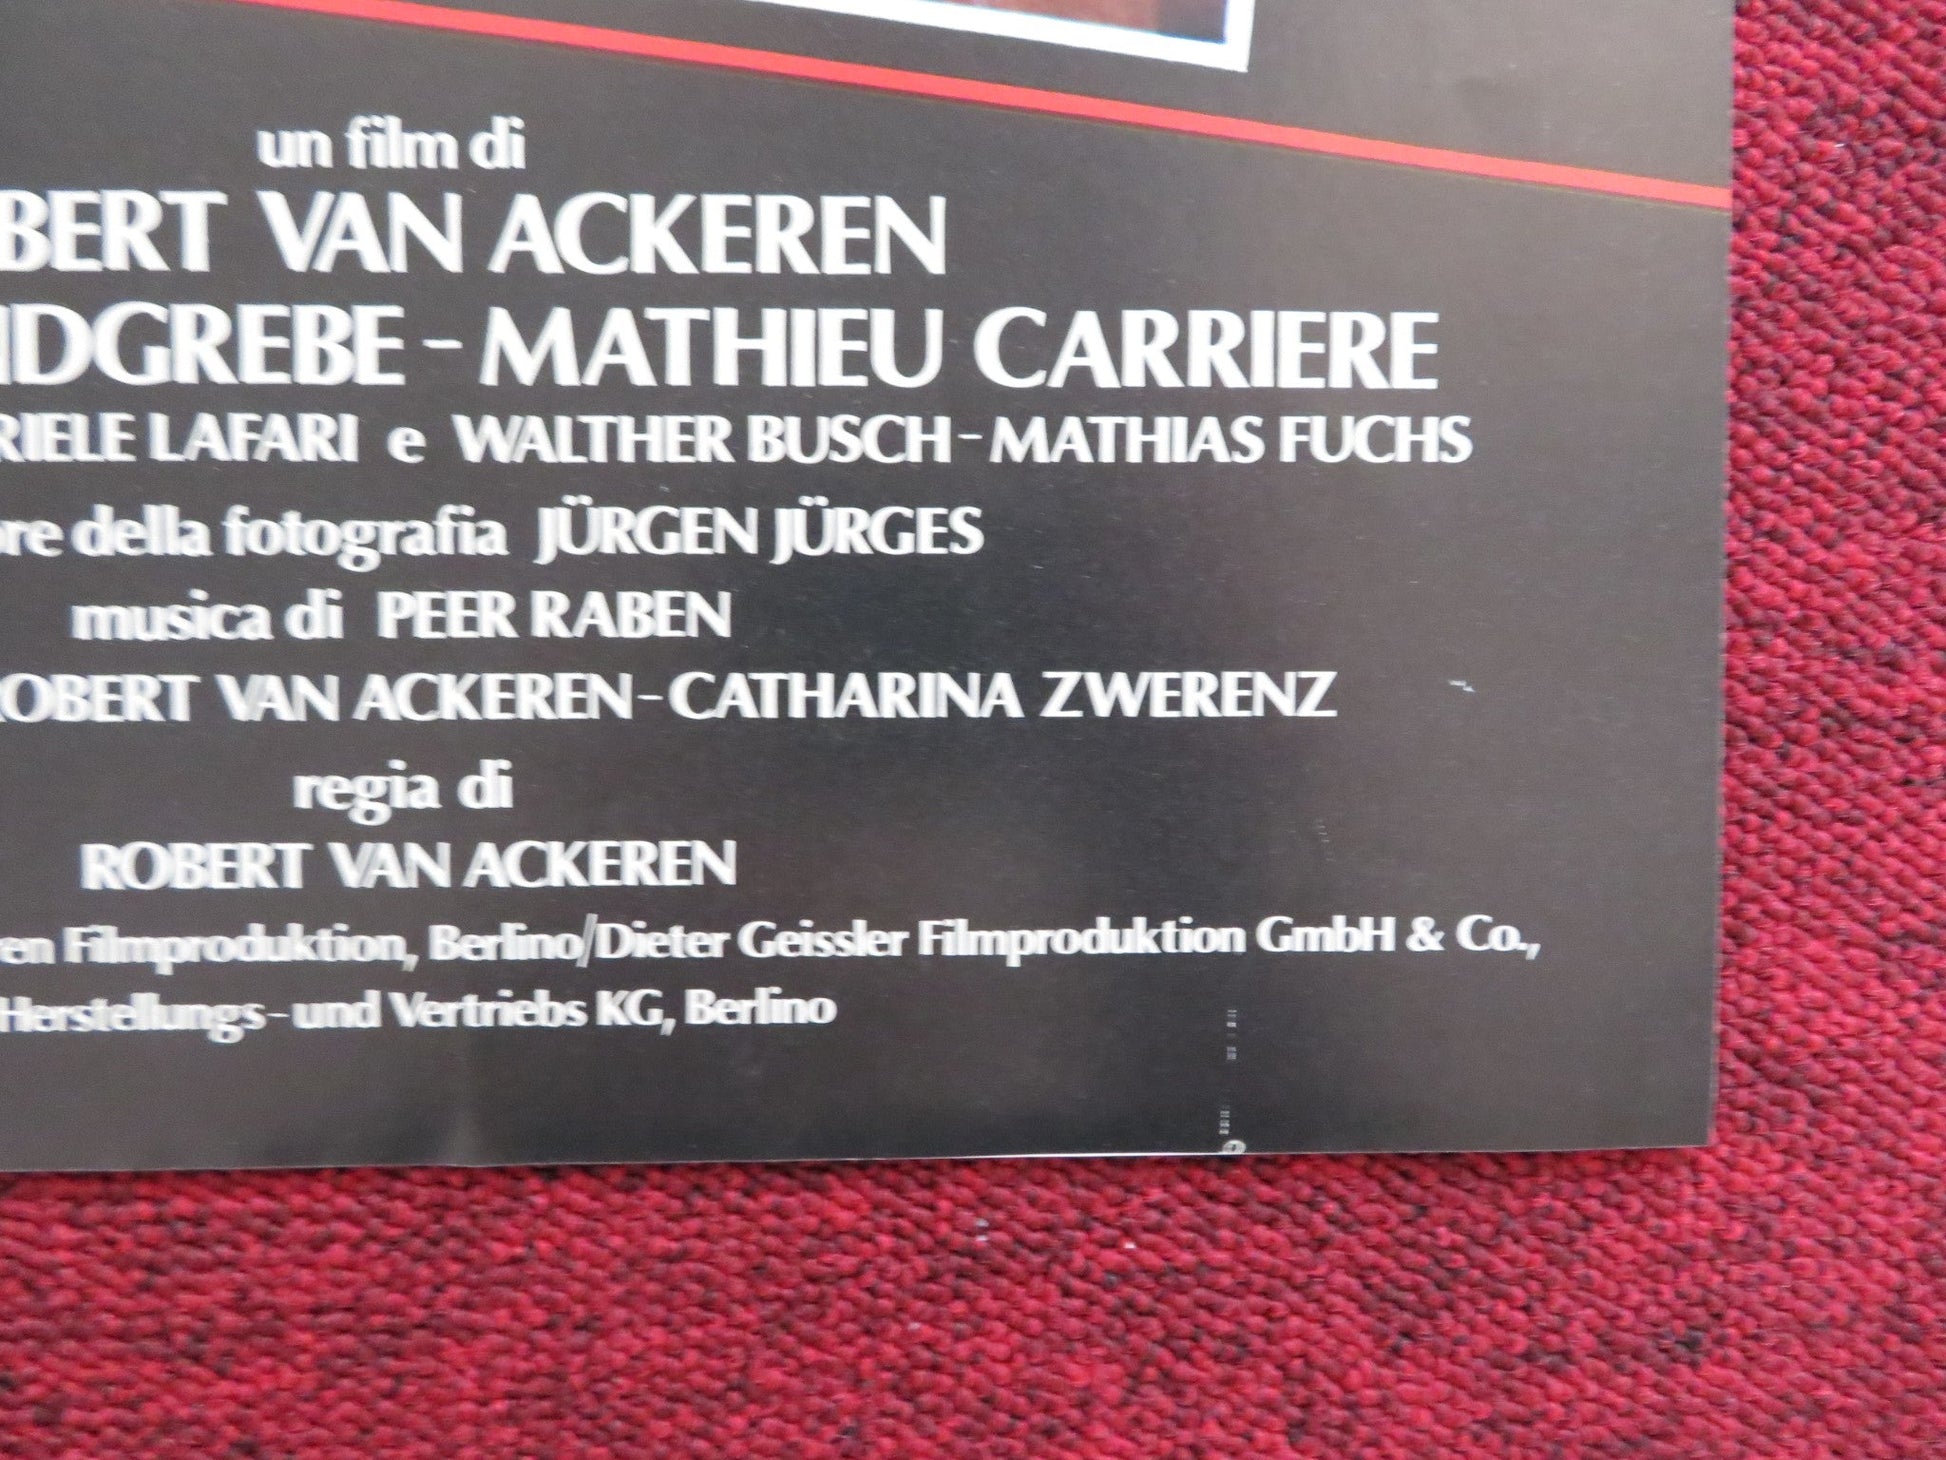 un film di
BERT VAN ACKEREN
NDGREBE - MATHIEU CARRIERE
RIELE LAFARI e WALTHER BUSCH - MATHIAS FUCHS
ore della fotografia JÜRGEN JÜRGES
musica di PEER RABEN
ROBERT VAN ACKEREN - CATHARINA ZWERENZ
regia di
ROBERT VAN ACKEREN
ren Filmproduktion, Berlino/Dieter Geissler Filmproduktion GmbH & Co.,
Herstellungs - und Vertriebs KG, Berlino